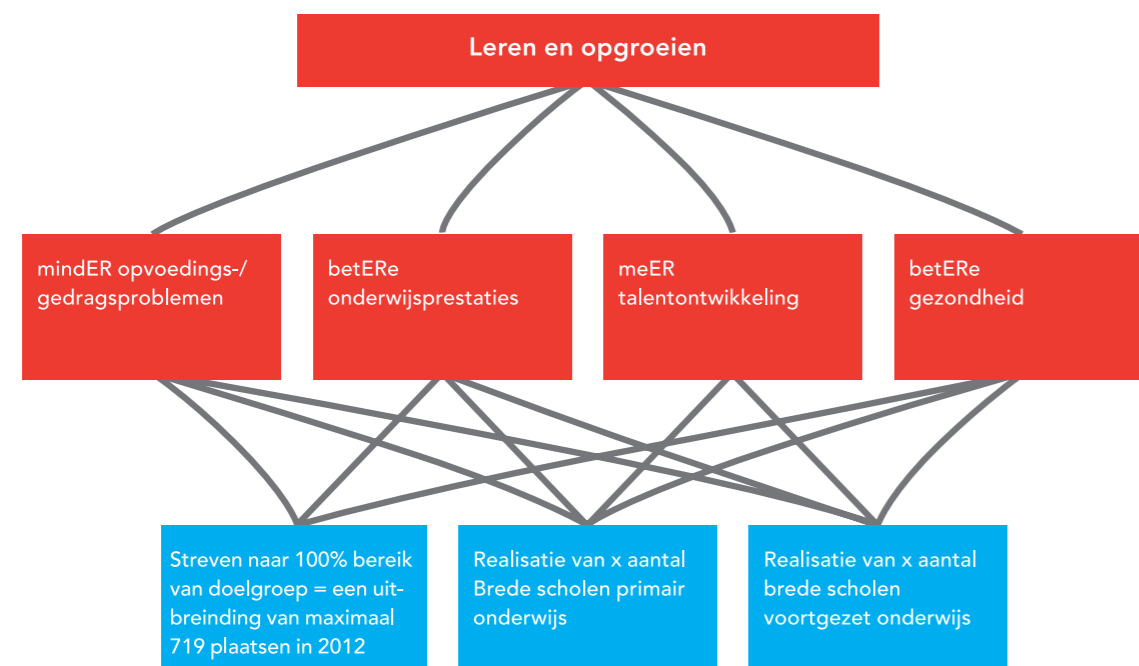 Leren en opgroeien
mindER opvoedings-/
gedragsproblemen
betERe
onderwijsprestaties
meER
talentontwikkeling
betERe
gezondheid
Streven naar 100% bereik
van doelgroep = een uit-
breinding van maximaal
719 plaatsen in 2012
Realisatie van x aantal
Brede scholen primair
onderwijs
Realisatie van x aantal
brede scholen
voortgezet onderwijs